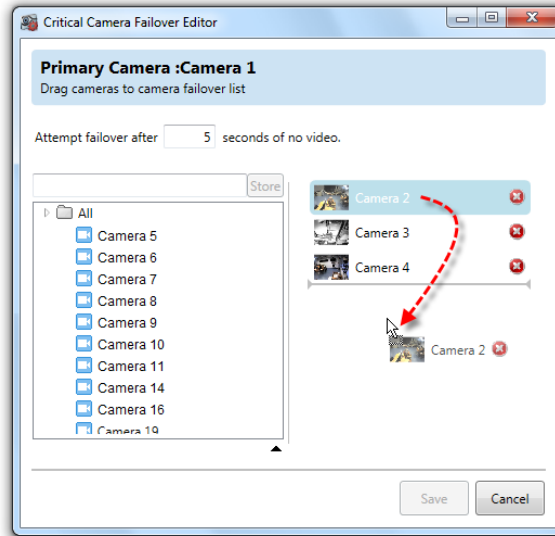 Critical Camera Failover Editor
Primary Camera :Camera 1
Drag cameras to camera failover list
Attempt failover after 5 seconds of no video.
Store
All
Camera 5
Camera 6
Camera 7
Camera 8
Camera 9
Camera 10
Camera 11
Camera 14
Camera 16
Camera 19
Camera 2
Camera 3
Camera 4
Camera 2
Save
Cancel